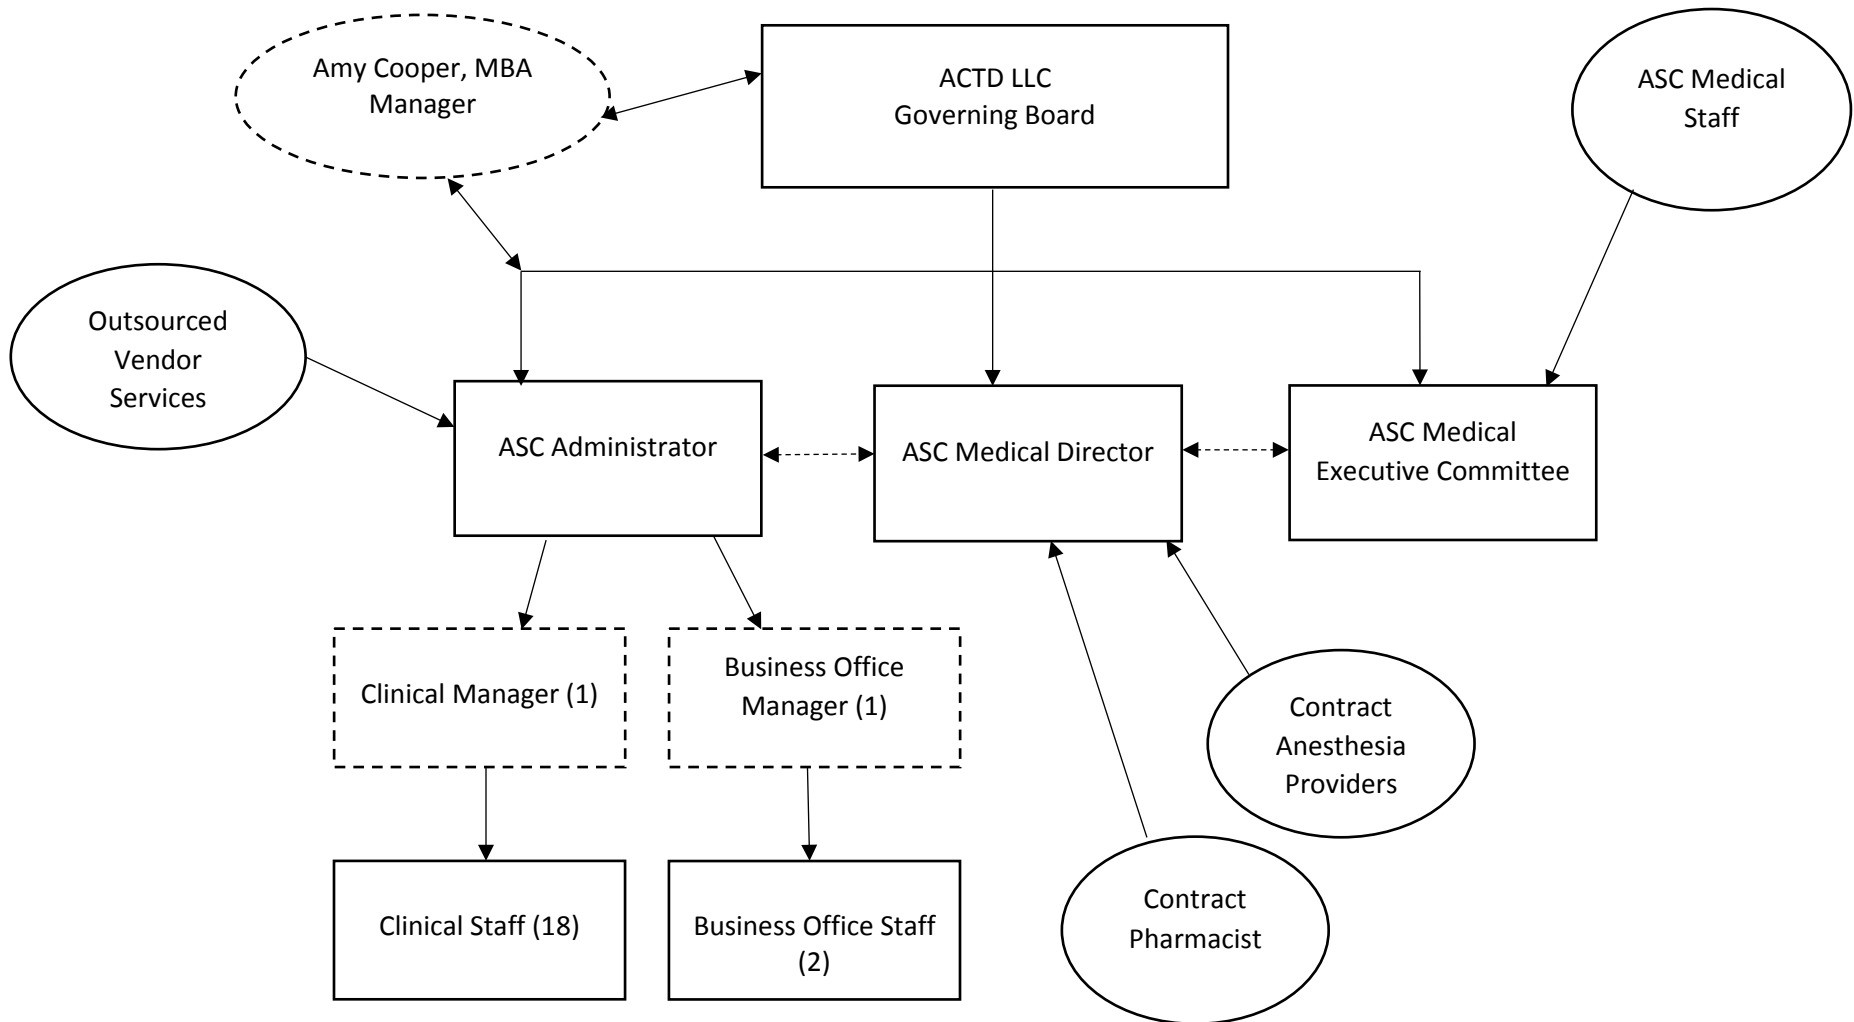 Amy Cooper, MBA
Manager
ACTD LLC
Governing Board
ASC Medical
Staff
Outsourced
Vendor
Services
ASC Administrator
ASC Medical Director
ASC Medical
Executive Committee
Clinical Manager (1)
Business Office
Manager (1)
Contract
Anesthesia
Providers
Clinical Staff (18)
Business Office Staff
(2)
Contract
Pharmacist